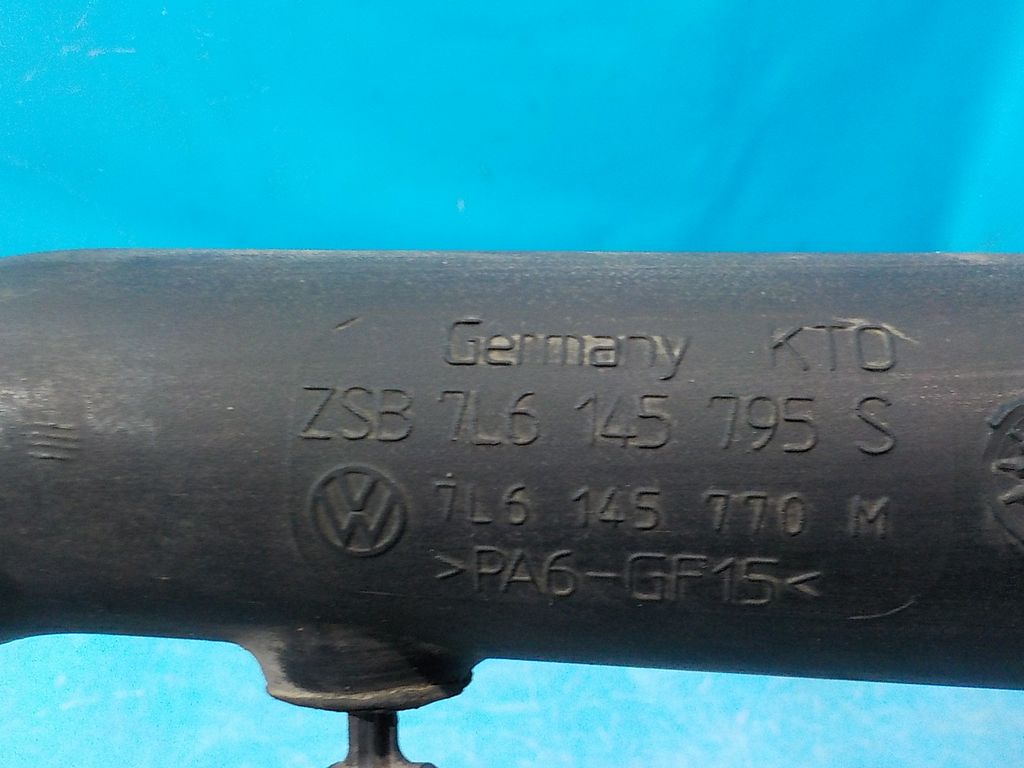 Germany KTO
ZSB 7L6 145 795 S
7L6 145 770 M
>PA6-GF15<